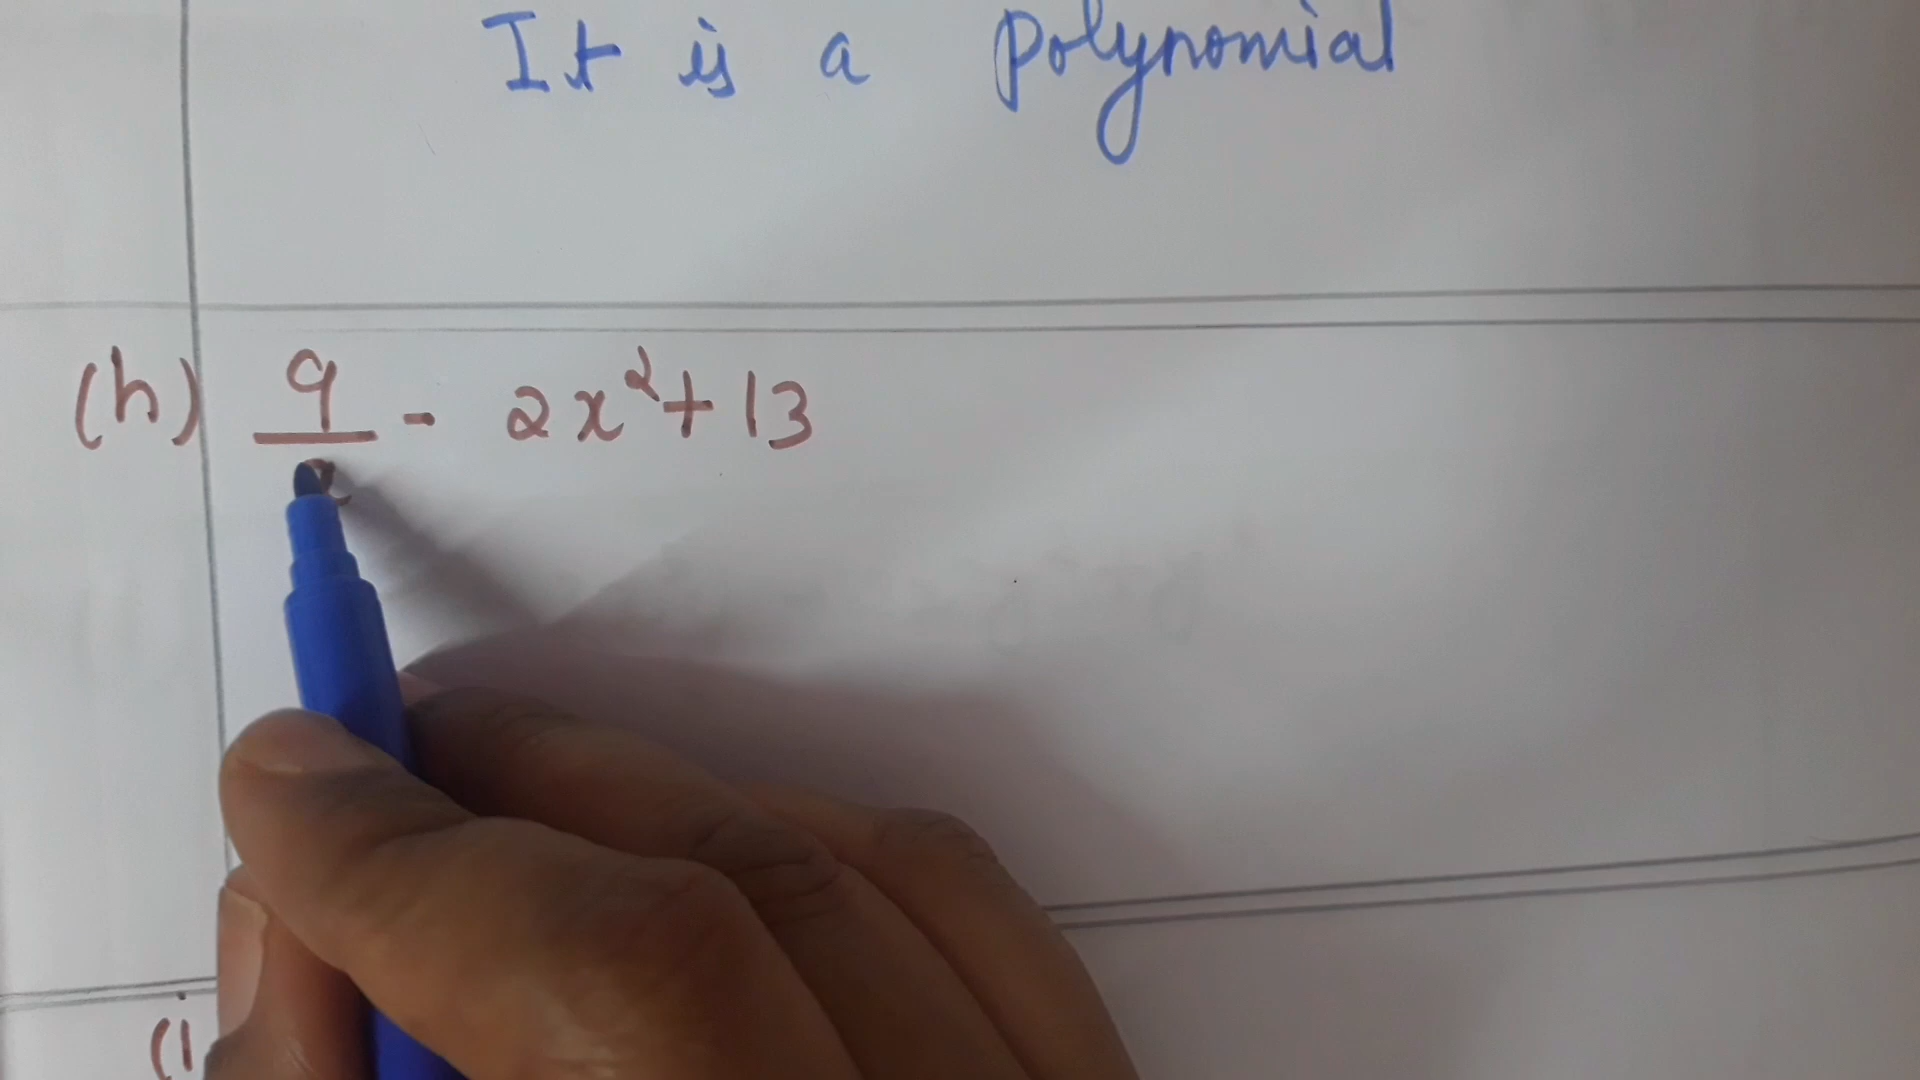 It is a polynomial
(h) 9/x - 2x² + 13
(i